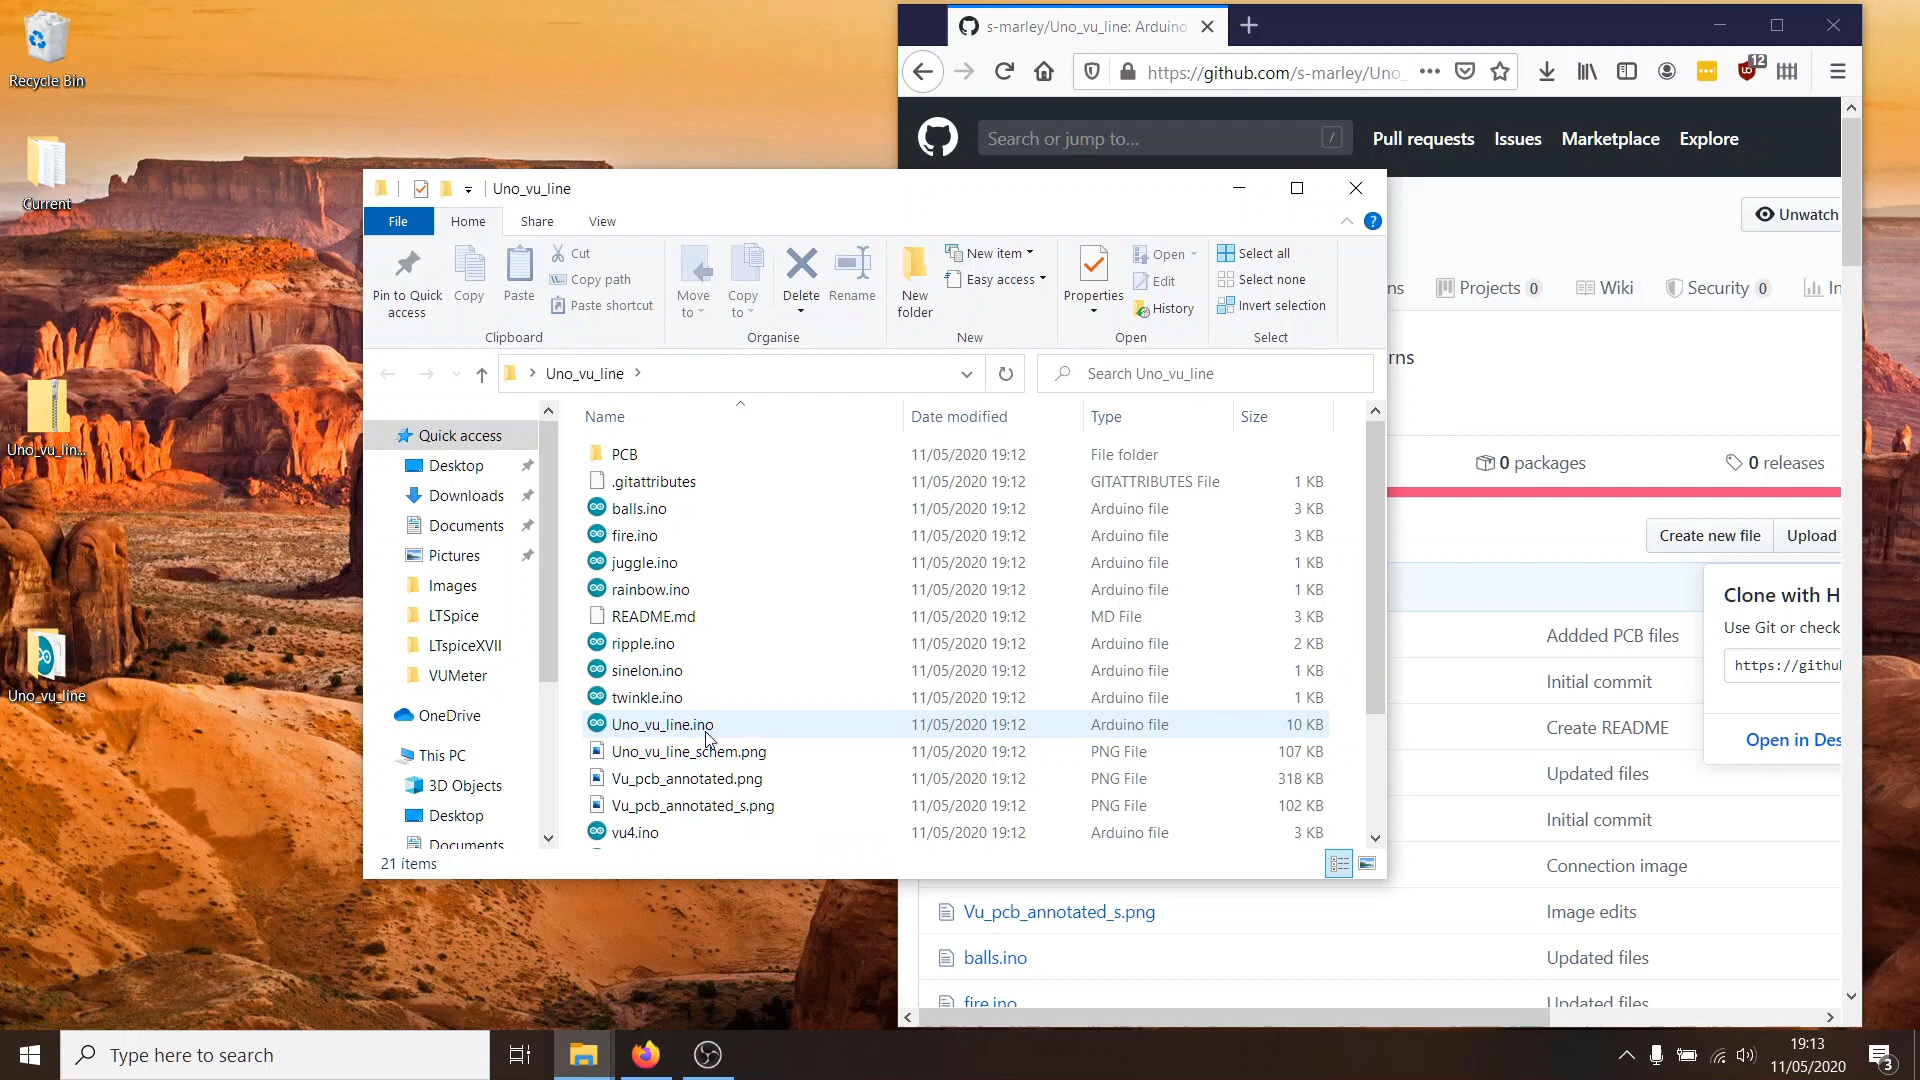 Recycle Bin
Current
Uno_vu_lin...
Uno_vu_line
s-marley/Uno_vu_line: Arduino
https://github.com/s-marley/Uno_
12
Search or jump to...
/
Pull requests
Issues
Marketplace
Explore
Unwatch
ns
Projects 0
Wiki
Security 0
In
rns
0 packages
0 releases
Create new file
Upload
Clone with H
Use Git or check
https://githu
Open in Des
Addded PCB files
Initial commit
Create README
Updated files
Initial commit
Connection image
Vu_pcb_annotated_s.png
Image edits
balls.ino
Updated files
fire.ino
Updated files
Uno_vu_line
File
Home
Share
View
Pin to Quick access
Copy
Paste
Cut
Copy path
Paste shortcut
Clipboard
Move to
Copy to
Delete
Rename
Organise
New folder
New item
Easy access
New
Properties
Open
Edit
History
Open
Select all
Select none
Invert selection
Select
Uno_vu_line
Search Uno_vu_line
Quick access
Desktop
Downloads
Documents
Pictures
Images
LTSpice
LTspiceXVII
VUMeter
OneDrive
This PC
3D Objects
Desktop
Documents
Name Date modified Type Size
PCB 11/05/2020 19:12 File folder
.gitattributes 11/05/2020 19:12 GITATTRIBUTES File 1 KB
balls.ino 11/05/2020 19:12 Arduino file 3 KB
fire.ino 11/05/2020 19:12 Arduino file 3 KB
juggle.ino 11/05/2020 19:12 Arduino file 1 KB
rainbow.ino 11/05/2020 19:12 Arduino file 1 KB
README.md 11/05/2020 19:12 MD File 3 KB
ripple.ino 11/05/2020 19:12 Arduino file 2 KB
sinelon.ino 11/05/2020 19:12 Arduino file 1 KB
twinkle.ino 11/05/2020 19:12 Arduino file 1 KB
Uno_vu_line.ino 11/05/2020 19:12 Arduino file 10 KB
Uno_vu_line_schem.png 11/05/2020 19:12 PNG File 107 KB
Vu_pcb_annotated.png 11/05/2020 19:12 PNG File 318 KB
Vu_pcb_annotated_s.png 11/05/2020 19:12 PNG File 102 KB
vu4.ino 11/05/2020 19:12 Arduino file 3 KB
21 items
Type here to search
19:13
11/05/2020
3